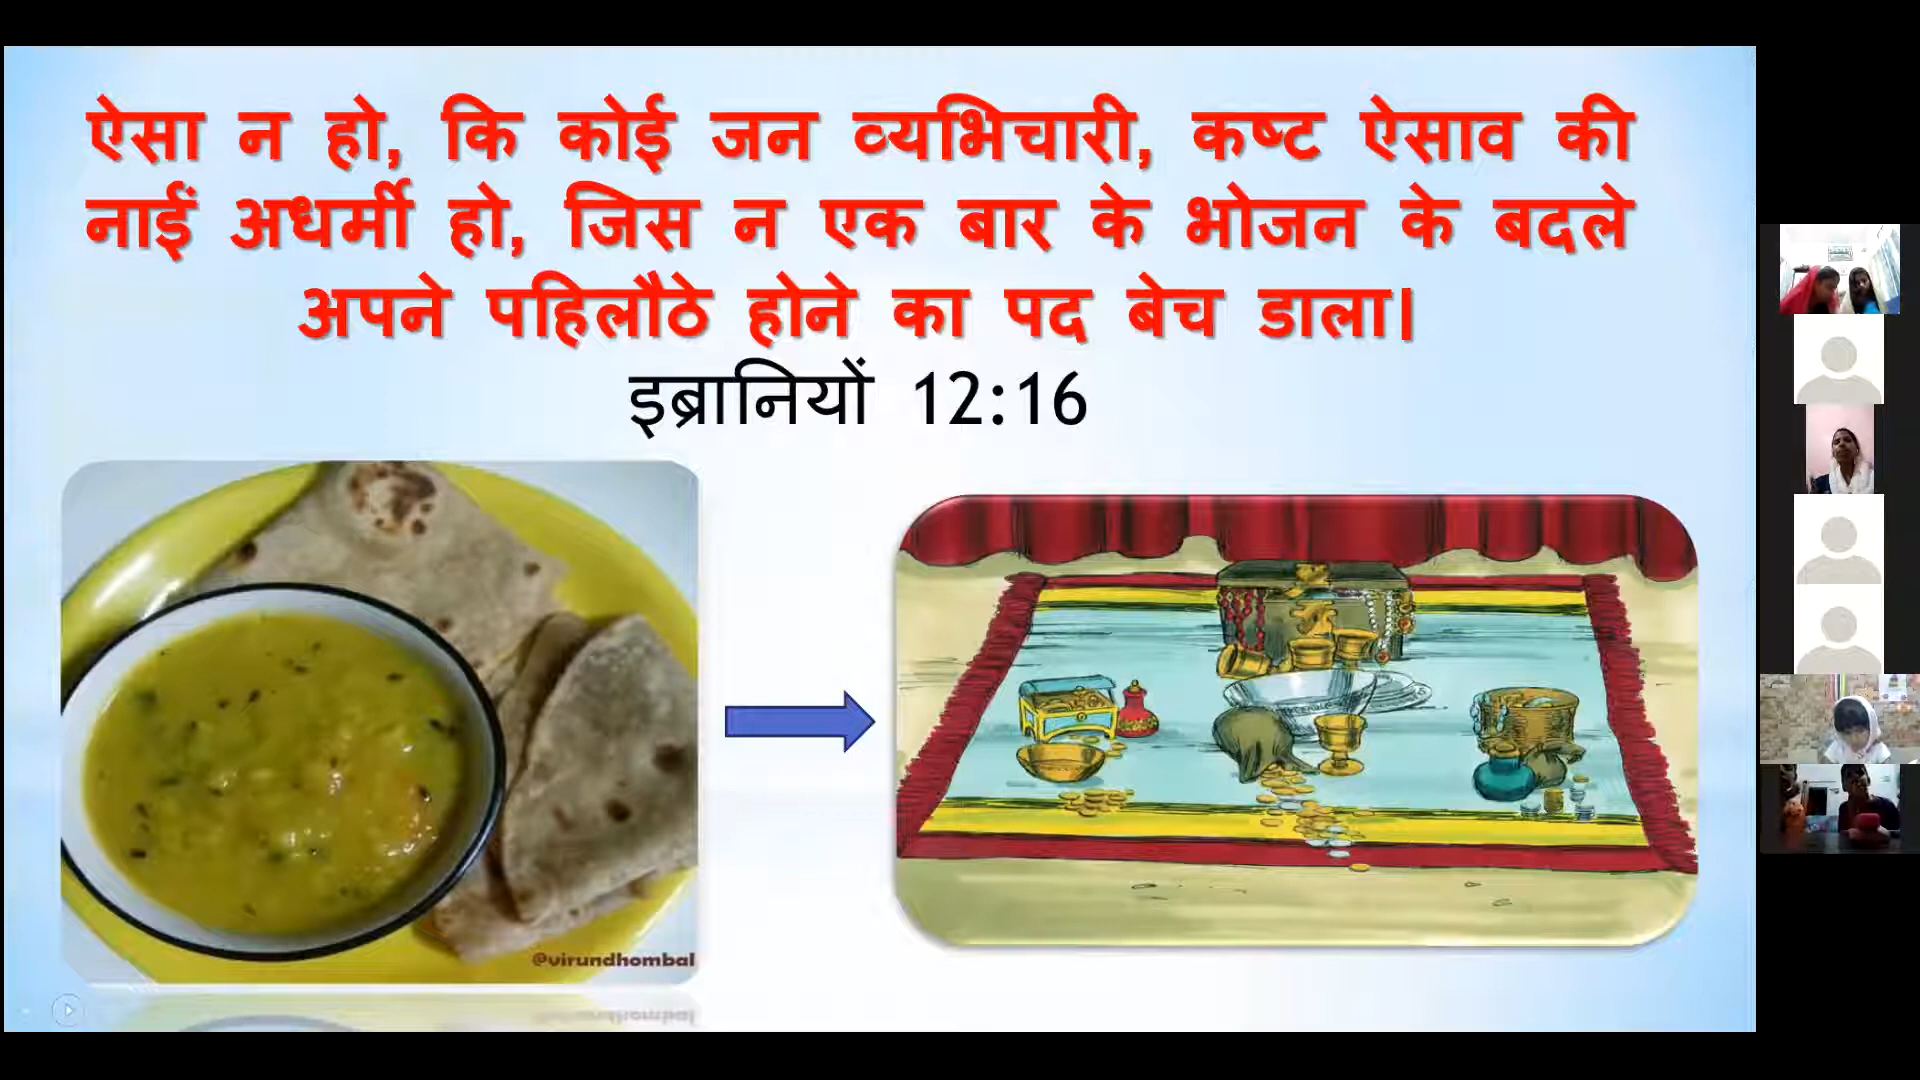 ऐसा न हो, कि कोई जन व्यभिचारी, कष्ट ऐसाव की
नाईं अधर्मी हो, जिस न एक बार के भोजन के बदले
अपने पहिलौठे होने का पद बेच डाला।
इब्रानियों 12:16
@virundhombal